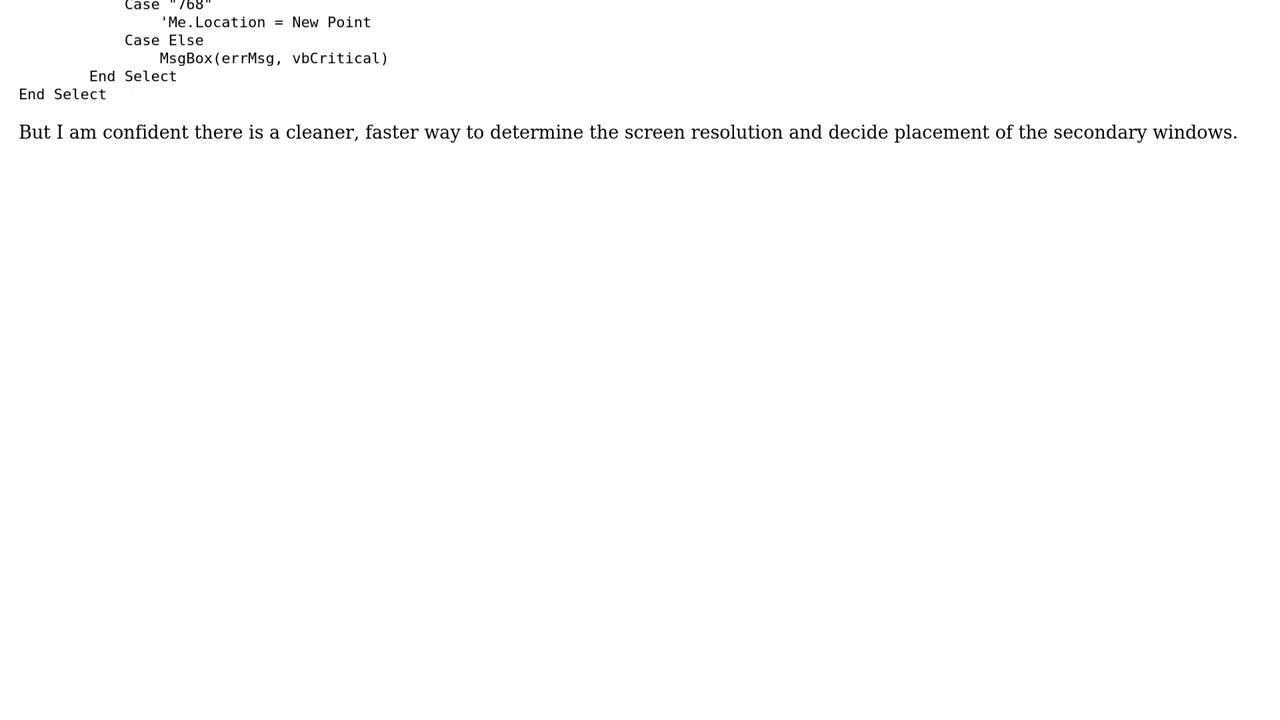 Case "768"
'Me.Location = New Point
Case Else
MsgBox(errMsg, vbCritical)
End Select
End Select
But I am confident there is a cleaner, faster way to determine the screen resolution and decide placement of the secondary windows.